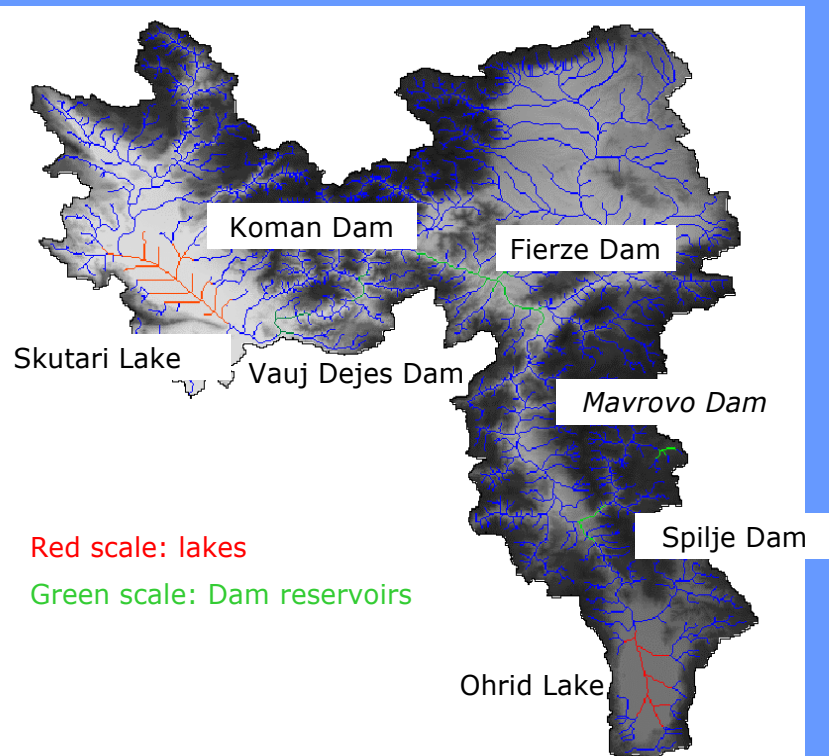 Koman Dam
Fierze Dam
Skutari Lake
Vauj Dejes Dam
Mavrovo Dam
Red scale: lakes
Spilje Dam
Green scale: Dam reservoirs
Ohrid Lake